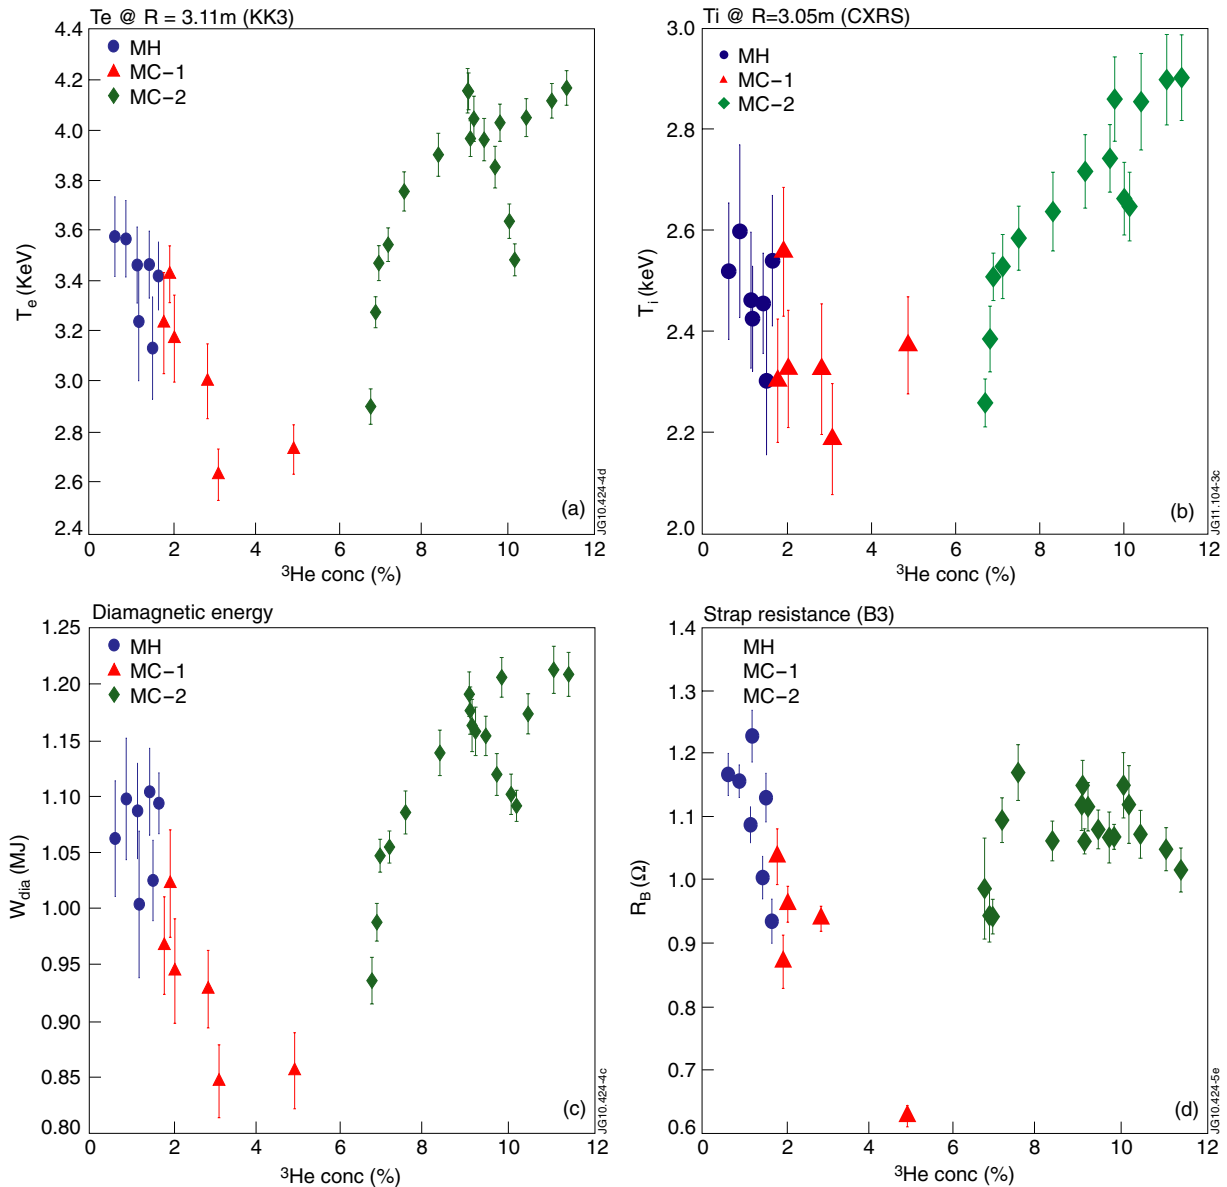 Te @ R = 3.11m (KK3)
4.4
4.2
4.0
3.8
3.6
3.4
3.2
3.0
2.8
2.6
2.4
Tₑ (KeV)
MH
MC−1
MC−2
(a)
JG10.424-4d
0 2 4 6 8 10 12
³He conc (%)
Ti @ R=3.05m (CXRS)
3.0
2.8
2.6
2.4
2.2
2.0
Tᵢ (keV)
MH
MC−1
MC−2
(b)
JG11.104-3c
0 2 4 6 8 10 12
³He conc (%)
Diamagnetic energy
1.25
1.20
1.15
1.10
1.05
1.00
0.95
0.90
0.85
0.80
W_dia (MJ)
MH
MC−1
MC−2
(c)
JG10.424-4c
0 2 4 6 8 10 12
³He conc (%)
Strap resistance (B3)
1.4
1.3
1.2
1.1
1.0
0.9
0.8
0.7
0.6
R_B (Ω)
MH
MC−1
MC−2
(d)
JG10.424-5e
0 2 4 6 8 10 12
³He conc (%)